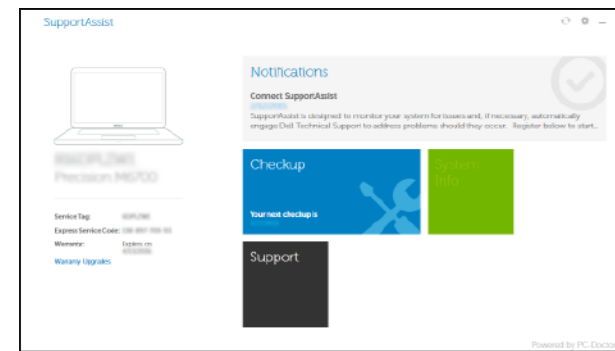 SupportAssist
Notifications
Connect SupportAssist
SupportAssist is designed to monitor your system for issues and, if necessary, automatically
engage Dell Technical Support to address problems should they occur. Register below to start...
Precision M6700
Checkup
System
Info
Your next checkup is
Service Tag:
Express Service Code:
Warranty: Expires on
Warranty Upgrades
Support
Powered by PC-Doctor